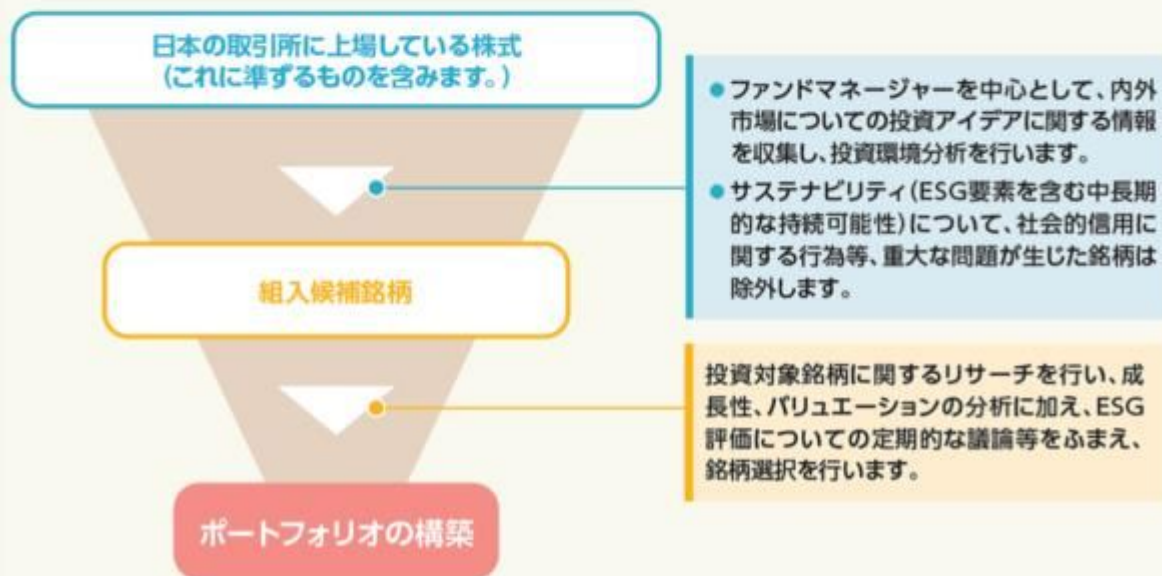 日本の取引所に上場している株式
(これに準ずるものを含みます。)
●ファンドマネージャーを中心として、内外
市場についての投資アイデアに関する情報
を収集し、投資環境分析を行います。
●サステナビリティ(ESG要素を含む中長期
的な持続可能性)について、社会的信用に
関する行為等、重大な問題が生じた銘柄は
除外します。
組入候補銘柄
投資対象銘柄に関するリサーチを行い、成
長性、バリュエーションの分析に加え、ESG
評価についての定期的な議論等をふまえ、
銘柄選択を行います。
ポートフォリオの構築